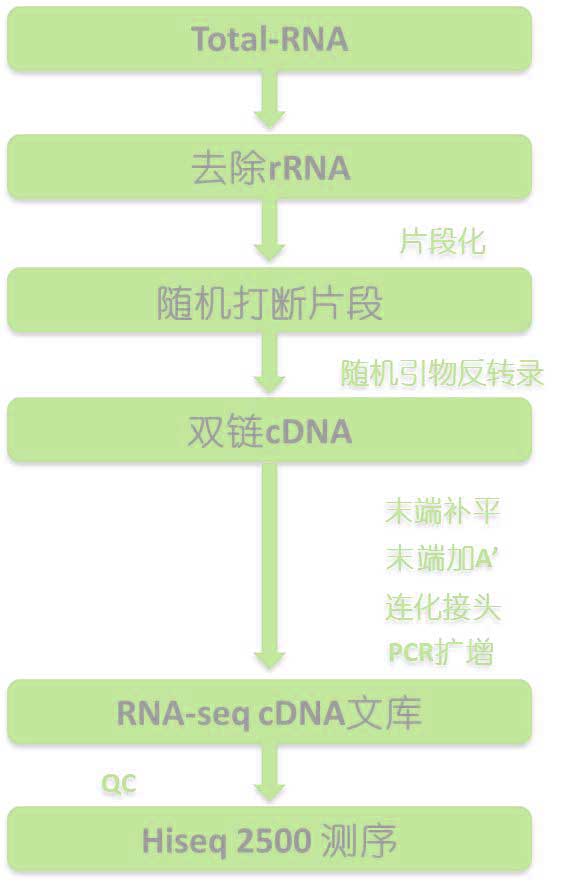 Total-RNA
去除rRNA
片段化
随机打断片段
随机引物反转录
双链cDNA
末端补平
末端加A’
连化接头
PCR扩增
RNA-seq cDNA文库
QC
Hiseq 2500 测序